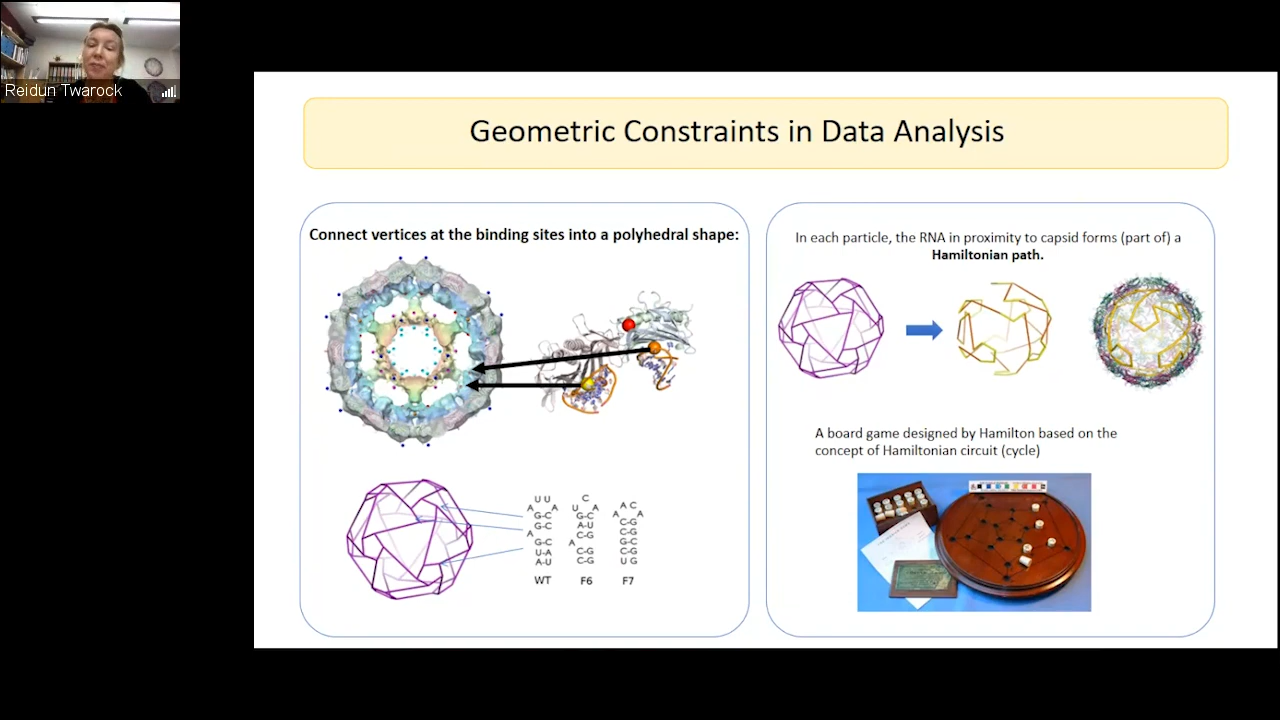 Reidun Twarock
Geometric Constraints in Data Analysis
Connect vertices at the binding sites into a polyhedral shape:
U U
A A
G-C
G-C
A
G-C
U-A
A-U
WT
C
U A
G-C
A-U
C-G
A
C-G
C-G
F6
A C
A A
C-G
C-G
G-C
C-G
U G
F7
In each particle, the RNA in proximity to capsid forms (part of) a
Hamiltonian path.
A board game designed by Hamilton based on the
concept of Hamiltonian circuit (cycle)